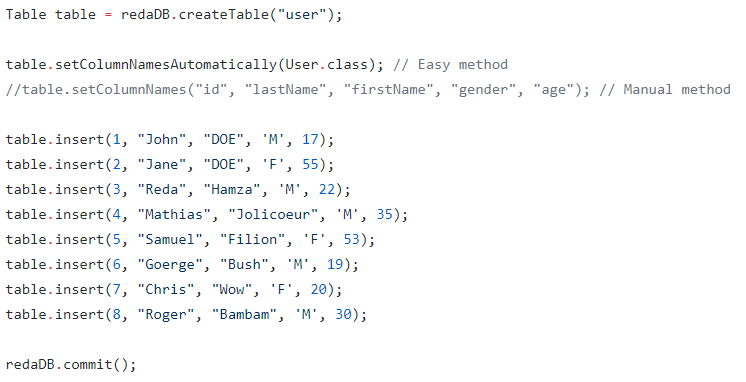 Table table = redaDB.createTable("user");
table.setColumnNamesAutomatically(User.class); // Easy method
//table.setColumnNames("id", "lastName", "firstName", "gender", "age"); // Manual method
table.insert(1, "John", "DOE", 'M', 17);
table.insert(2, "Jane", "DOE", 'F', 55);
table.insert(3, "Reda", "Hamza", 'M', 22);
table.insert(4, "Mathias", "Jolicoeur", 'M', 35);
table.insert(5, "Samuel", "Filion", 'F', 53);
table.insert(6, "Goerge", "Bush", 'M', 19);
table.insert(7, "Chris", "Wow", 'F', 20);
table.insert(8, "Roger", "Bambam", 'M', 30);
redaDB.commit();